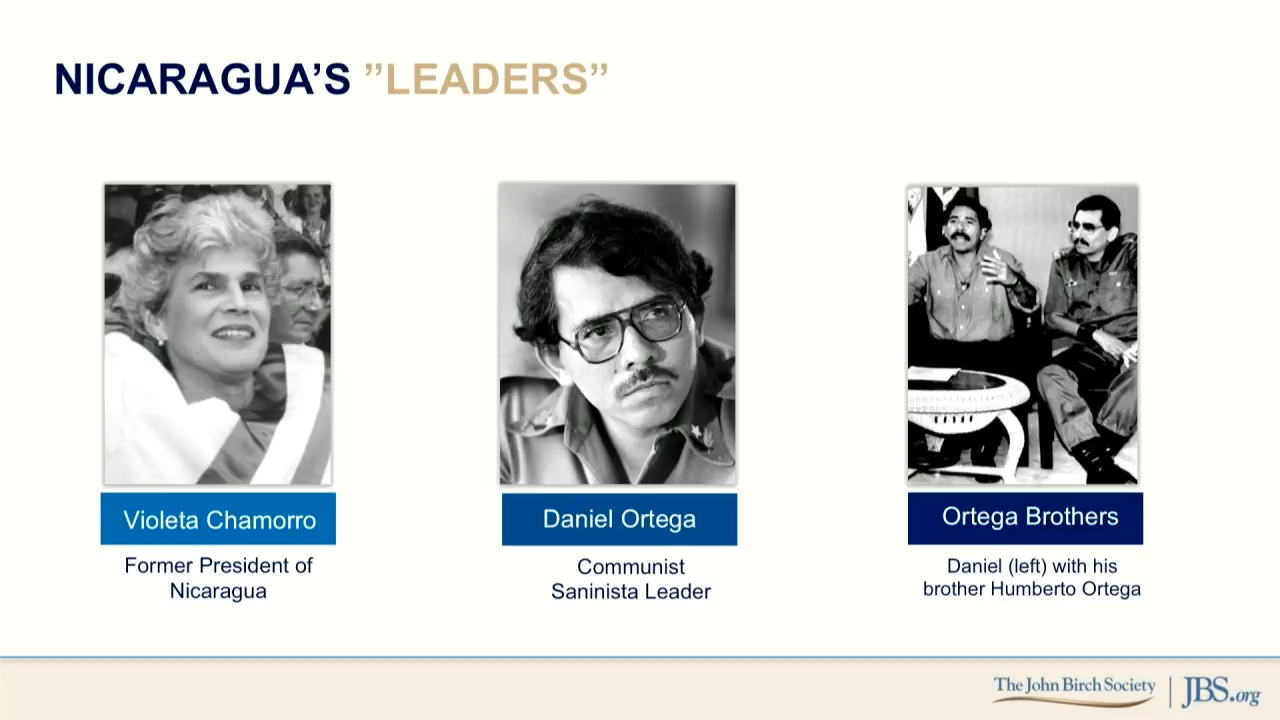 NICARAGUA’S ”LEADERS”
Violeta Chamorro
Former President of
Nicaragua
Daniel Ortega
Communist
Saninista Leader
Ortega Brothers
Daniel (left) with his
brother Humberto Ortega
The John Birch Society | JBS.org